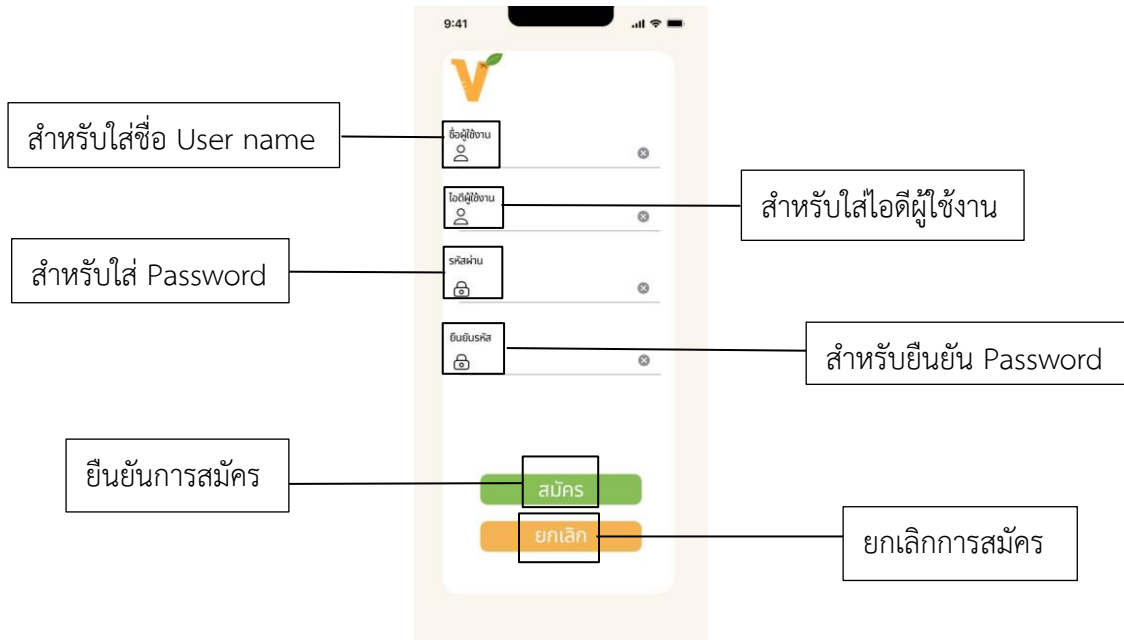 9:41
V
สำหรับใส่ชื่อ User name
ชื่อผู้ใช้งาน
ไอดีผู้ใช้งาน
สำหรับใส่ไอดีผู้ใช้งาน
รหัสผ่าน
สำหรับใส่ Password
ยืนยันรหัส
สำหรับยืนยัน Password
ยืนยันการสมัคร
สมัคร
ยกเลิก
ยกเลิกการสมัคร